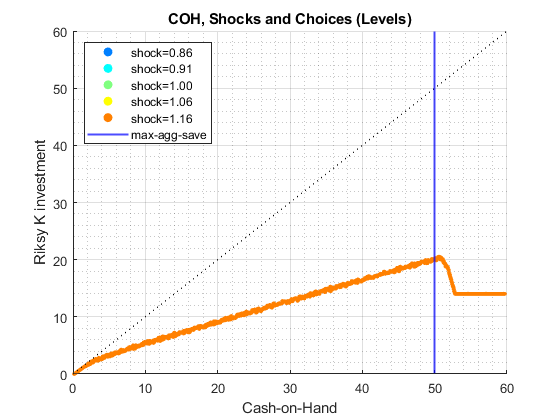 COH, Shocks and Choices (Levels)
60
50
40
30
20
10
0
Riksy K investment
shock=0.86
shock=0.91
shock=1.00
shock=1.06
shock=1.16
max-agg-save
0 10 20 30 40 50 60
Cash-on-Hand